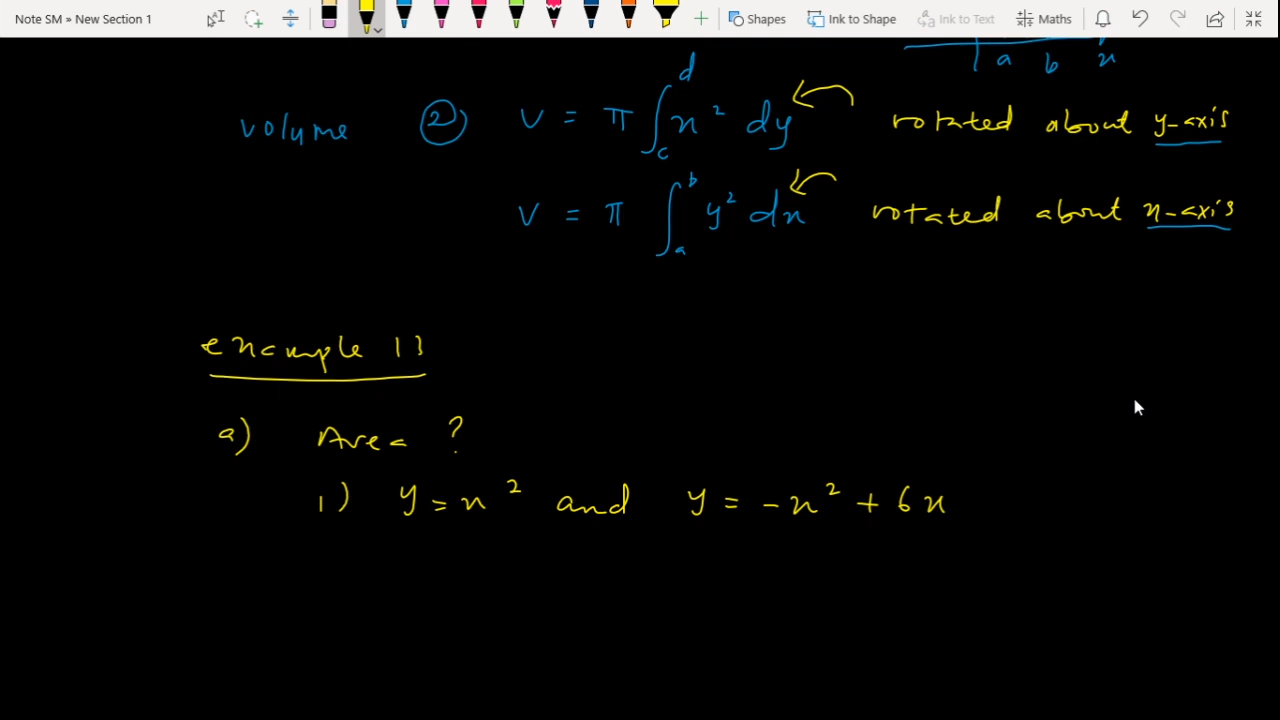 Note SM » New Section 1
Shapes
Ink to Shape
Ink to Text
Maths
a b x
volume ② V = π ∫_c^d x² dy rotated about y-axis
V = π ∫_a^b y² dx rotated about x-axis
example 13
a) Area ?
1) y = x² and y = -x² + 6x